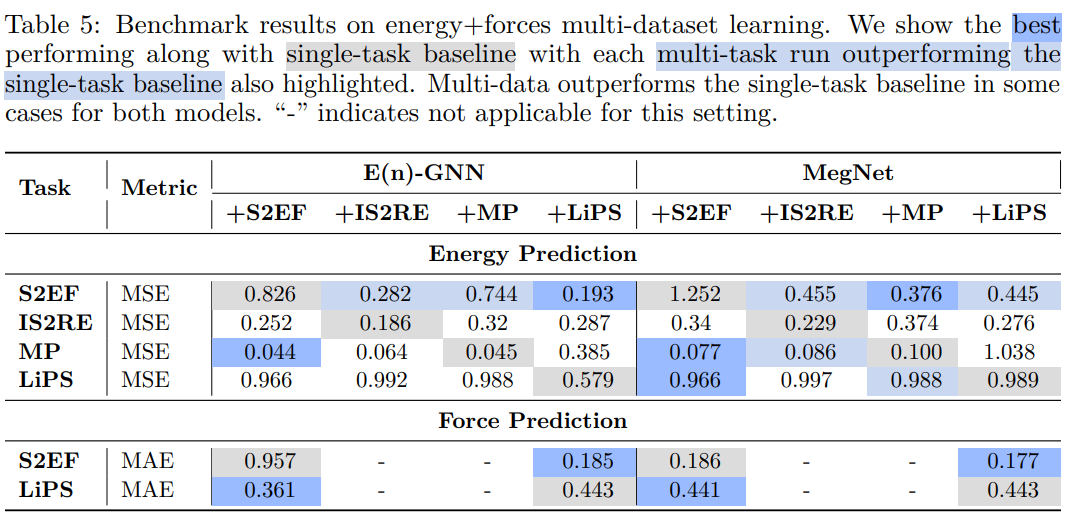 Table 5: Benchmark results on energy+forces multi-dataset learning. We show the best
performing along with single-task baseline with each multi-task run outperforming the
single-task baseline also highlighted. Multi-data outperforms the single-task baseline in some
cases for both models. “-” indicates not applicable for this setting.
Task Metric E(n)-GNN MegNet
+S2EF +IS2RE +MP +LiPS +S2EF +IS2RE +MP +LiPS
Energy Prediction
S2EF MSE 0.826 0.282 0.744 0.193 1.252 0.455 0.376 0.445
IS2RE MSE 0.252 0.186 0.32 0.287 0.34 0.229 0.374 0.276
MP MSE 0.044 0.064 0.045 0.385 0.077 0.086 0.100 1.038
LiPS MSE 0.966 0.992 0.988 0.579 0.966 0.997 0.988 0.989
Force Prediction
S2EF MAE 0.957 - - 0.185 0.186 - - 0.177
LiPS MAE 0.361 - - 0.443 0.441 - - 0.443